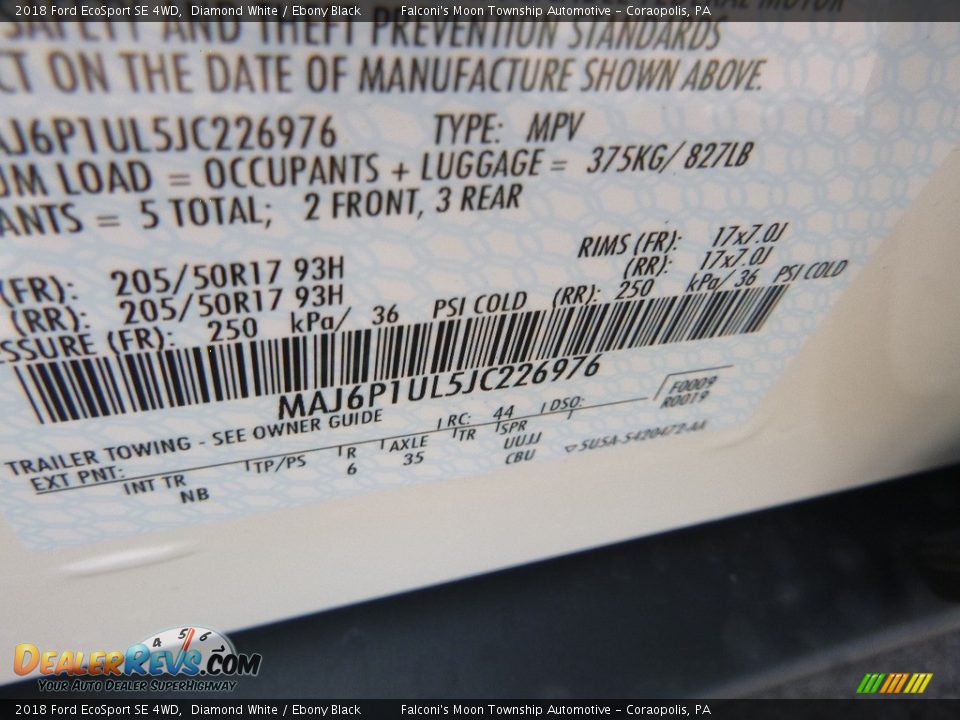 2018 Ford EcoSport SE 4WD, Diamond White / Ebony Black Falconi's Moon Township Automotive - Coraopolis, PA
SAFETY AND THEFT PREVENTION STANDARDS
CT ON THE DATE OF MANUFACTURE SHOWN ABOVE.
AJ6P1UL5JC226976 TYPE: MPV
UM LOAD = OCCUPANTS + LUGGAGE = 375KG/ 827LB
ANTS = 5 TOTAL; 2 FRONT, 3 REAR
(FR): 205/50R17 93H RIMS (FR): 17x7.0J
(RR): 205/50R17 93H (RR): 17x7.0J
ESSURE (FR): 250 kPa/ 36 PSI COLD (RR): 250 kPa/ 36 PSI COLD
MAJ6P1UL5JC226976
TRAILER TOWING - SEE OWNER GUIDE F0009
R0019
EXT PNT: RC: 44 DSO:
INT TR TP/PS R AXLE TR SPR
NB 6 35 UUJJ
CBU
5USA-5420472-AA
4 5 6
DEALERREVS.COM
YOUR AUTO DEALER SUPERHIGHWAY
2018 Ford EcoSport SE 4WD, Diamond White / Ebony Black Falconi's Moon Township Automotive - Coraopolis, PA